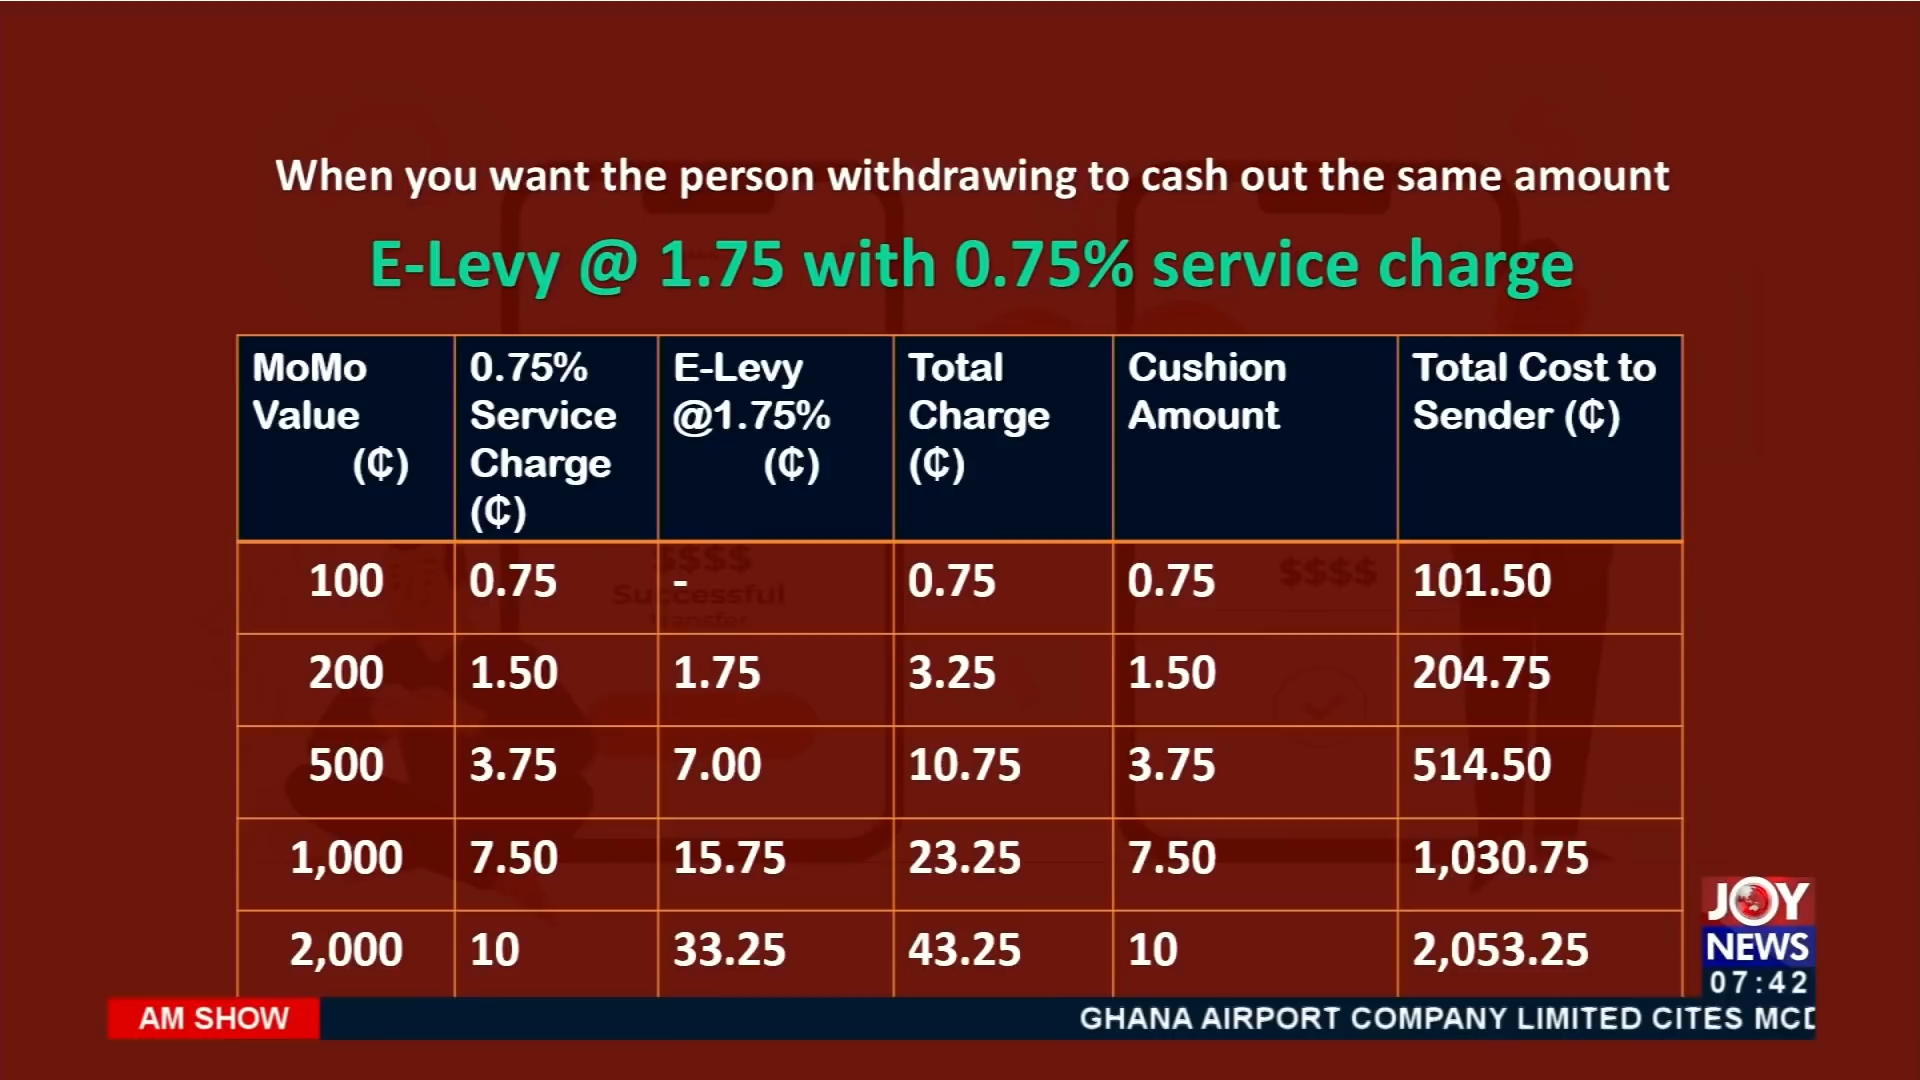 When you want the person withdrawing to cash out the same amount
E-Levy @ 1.75 with 0.75% service charge
MoMo Value (₵) 0.75% Service Charge (₵) E-Levy @1.75% (₵) Total Charge (₵) Cushion Amount Total Cost to Sender (₵)
100 0.75 - 0.75 0.75 101.50
200 1.50 1.75 3.25 1.50 204.75
500 3.75 7.00 10.75 3.75 514.50
1,000 7.50 15.75 23.25 7.50 1,030.75
2,000 10 33.25 43.25 10 2,053.25
$$$$
Successful
transfer
$$$$
JOY
NEWS
07:42
AM SHOW
GHANA AIRPORT COMPANY LIMITED CITES